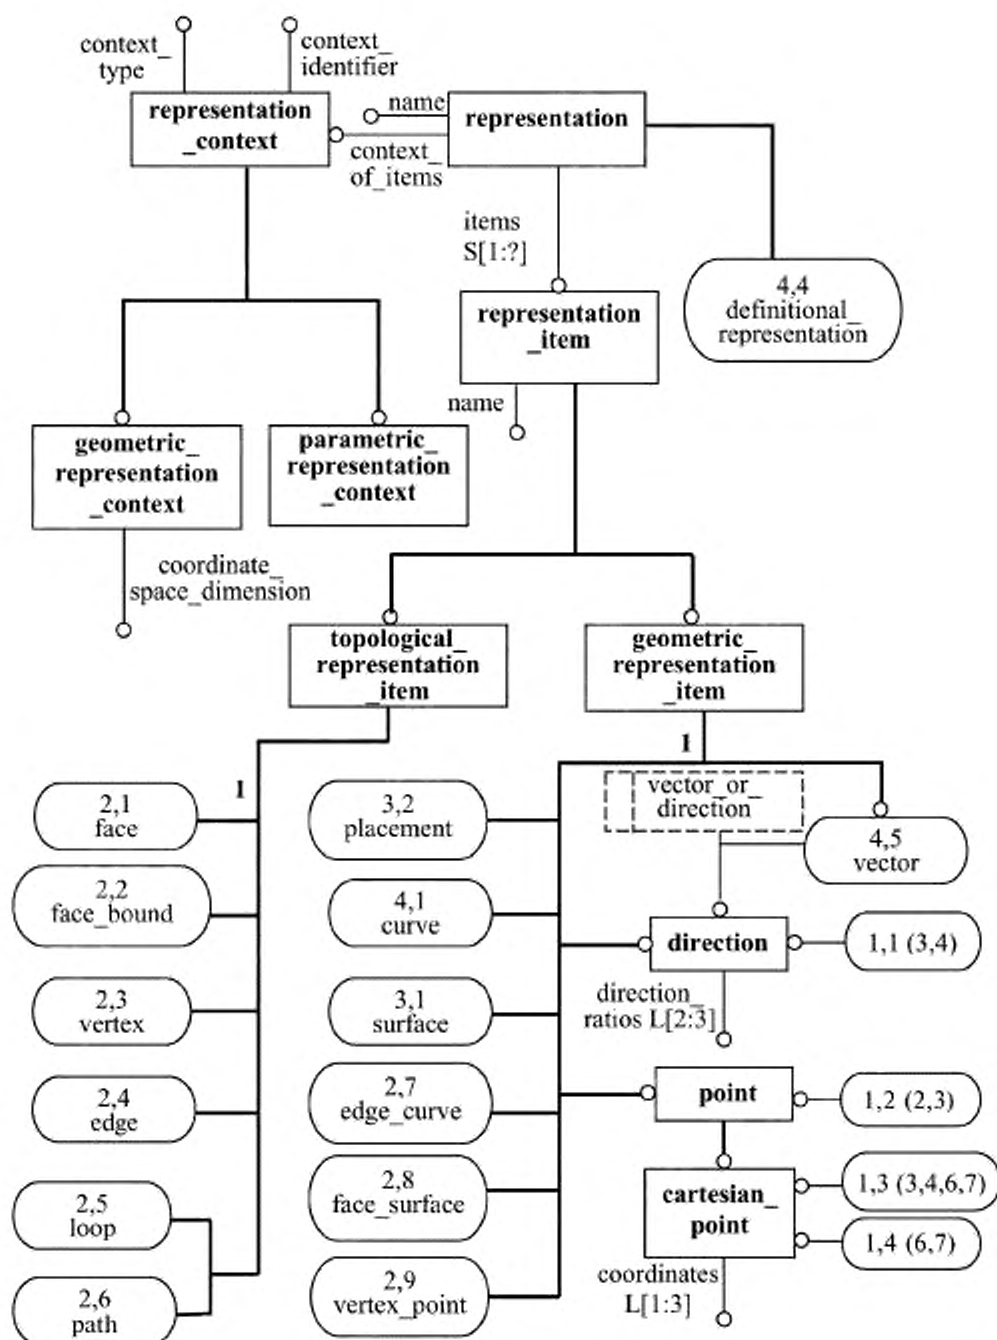 context_
type
context_
identifier
representation
_context
name
representation
context_
of_items
items
S[1:?]
4,4
definitional_
representation
representation
_item
name
geometric_
representation
_context
parametric_
representation
_context
coordinate_
space_dimension
topological_
representation
_item
geometric_
representation
_item
1
1
2,1
face
3,2
placement
vector_or_
direction
4,5
vector
2,2
face_bound
4,1
curve
direction
1,1 (3,4)
2,3
vertex
3,1
surface
direction_
ratios L[2:3]
2,4
edge
2,7
edge_curve
point
1,2 (2,3)
2,5
loop
2,8
face_surface
cartesian_
point
1,3 (3,4,6,7)
1,4 (6,7)
2,6
path
2,9
vertex_point
coordinates
L[1:3]